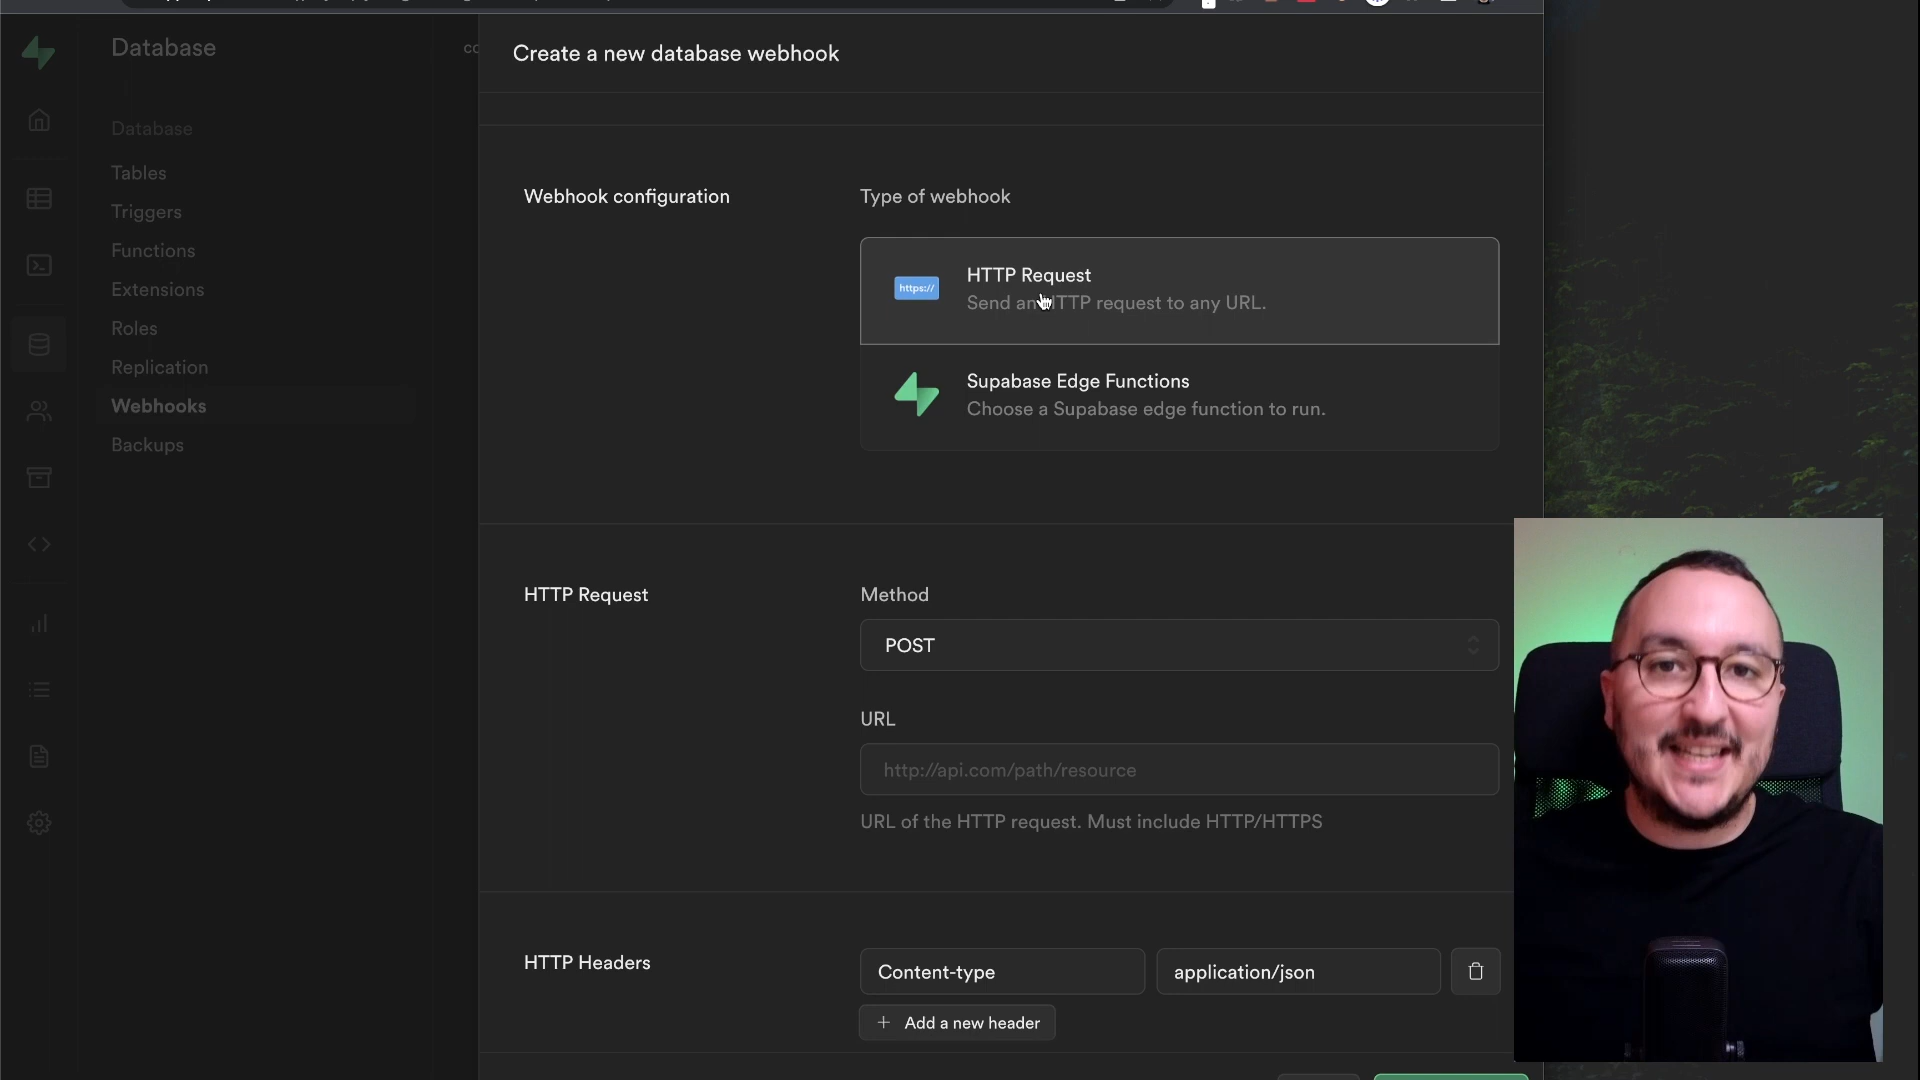 Database
Create a new database webhook
Database
Tables
Triggers
Functions
Extensions
Roles
Replication
Webhooks
Backups
Webhook configuration
Type of webhook
https://
HTTP Request
Send an HTTP request to any URL.
Supabase Edge Functions
Choose a Supabase edge function to run.
HTTP Request
Method
POST
URL
http://api.com/path/resource
URL of the HTTP request. Must include HTTP/HTTPS
HTTP Headers
Content-type
application/json
Add a new header